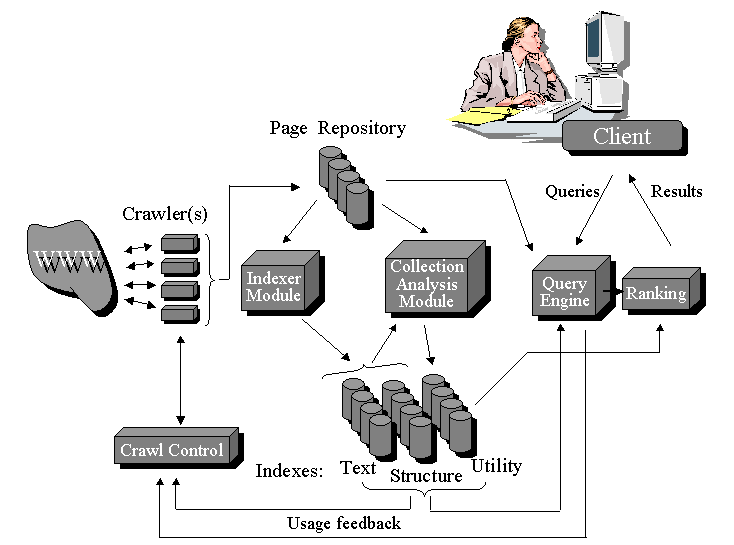 Client
Page Repository
Queries
Results
Crawler(s)
WWW
Indexer
Module
Collection
Analysis
Module
Query
Engine
Ranking
Crawl Control
Indexes:
Text
Structure
Utility
Usage feedback